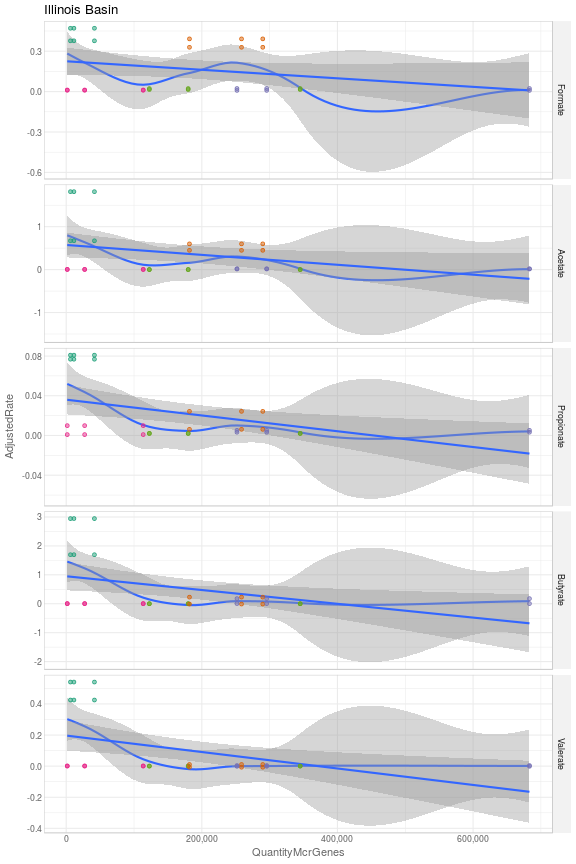 Illinois Basin
0.3
0.0
-0.3
-0.6
Formate
1
0
-1
Acetate
0.08
0.04
0.00
-0.04
Propionate
3
2
1
0
-1
-2
Butyrate
0.4
0.2
0.0
-0.2
-0.4
Valerate
AdjustedRate
0 200,000 400,000 600,000
QuantityMcrGenes